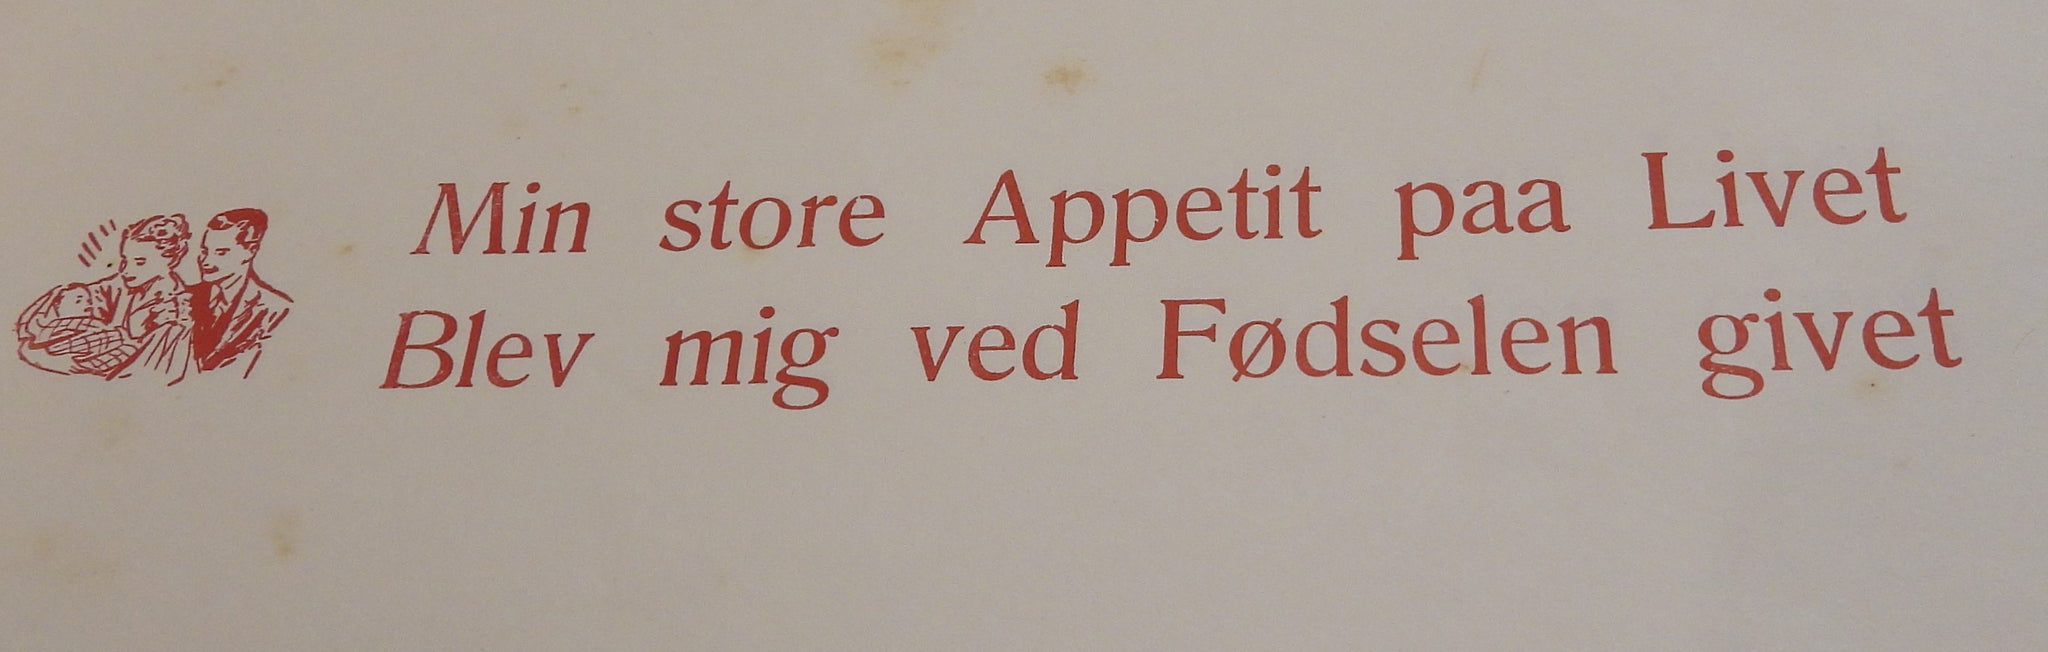 Min store Appetit paa Livet
Blev mig ved Fødselen givet